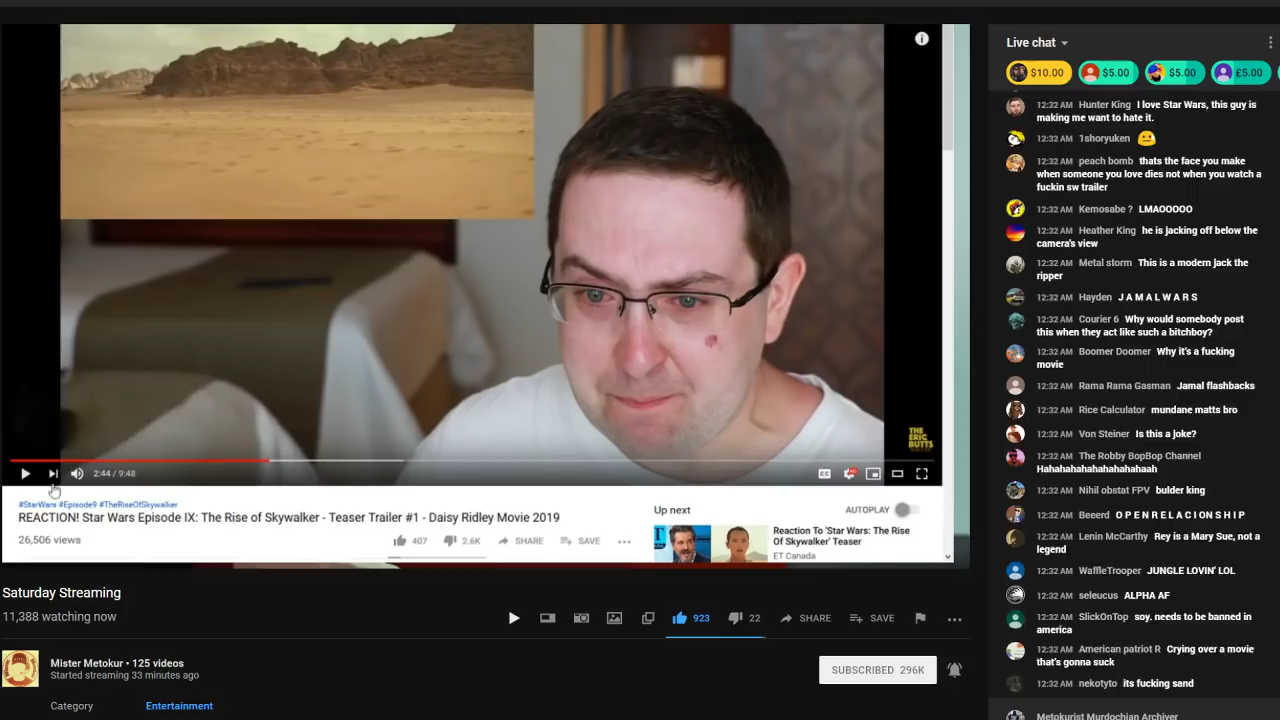 THE
ERIC
BUTTS
2:44 / 9:48
CC
#StarWars #Episode9 #TheRiseOfSkywalker
REACTION! Star Wars Episode IX: The Rise of Skywalker - Teaser Trailer #1 - Daisy Ridley Movie 2019
26,506 views
407
2.6K
SHARE
SAVE
Up next
AUTOPLAY
Reaction To 'Star Wars: The Rise
Of Skywalker' Teaser
ET Canada
Saturday Streaming
11,388 watching now
923
22
SHARE
SAVE
Mister Metokur • 125 videos
Started streaming 33 minutes ago
SUBSCRIBED 296K
Category
Entertainment
Live chat
$10.00
$5.00
$5.00
£5.00
12:32 AM Hunter King I love Star Wars, this guy is
making me want to hate it.
12:32 AM 1shoryuken
12:32 AM peach bomb thats the face you make
when someone you love dies not when you watch a
fuckin sw trailer
12:32 AM Kemosabe ? LMAOOOOO
12:32 AM Heather King he is jacking off below the
camera's view
12:32 AM Metal storm This is a modern jack the
ripper
12:32 AM Hayden J A M A L W A R S
12:32 AM Courier 6 Why would somebody post
this when they act like such a bitchboy?
12:32 AM Boomer Doomer Why it's a fucking
movie
12:32 AM Rama Rama Gasman Jamal flashbacks
12:32 AM Rice Calculator mundane matts bro
12:32 AM Von Steiner Is this a joke?
12:32 AM The Robby BopBop Channel
Hahahahahahahahahaah
12:32 AM Nihil obstat FPV bulder king
12:32 AM Beeerd O P E N R E L A C I O N S H I P
12:32 AM Lenin McCarthy Rey is a Mary Sue, not a
legend
12:32 AM WaffleTrooper JUNGLE LOVIN' LOL
12:32 AM seleucus ALPHA AF
12:32 AM SlickOnTop soy. needs to be banned in
america
12:32 AM American patriot R Crying over a movie
that's gonna suck
12:32 AM nekotyto its fucking sand
Metokurist Murdochian Archiver